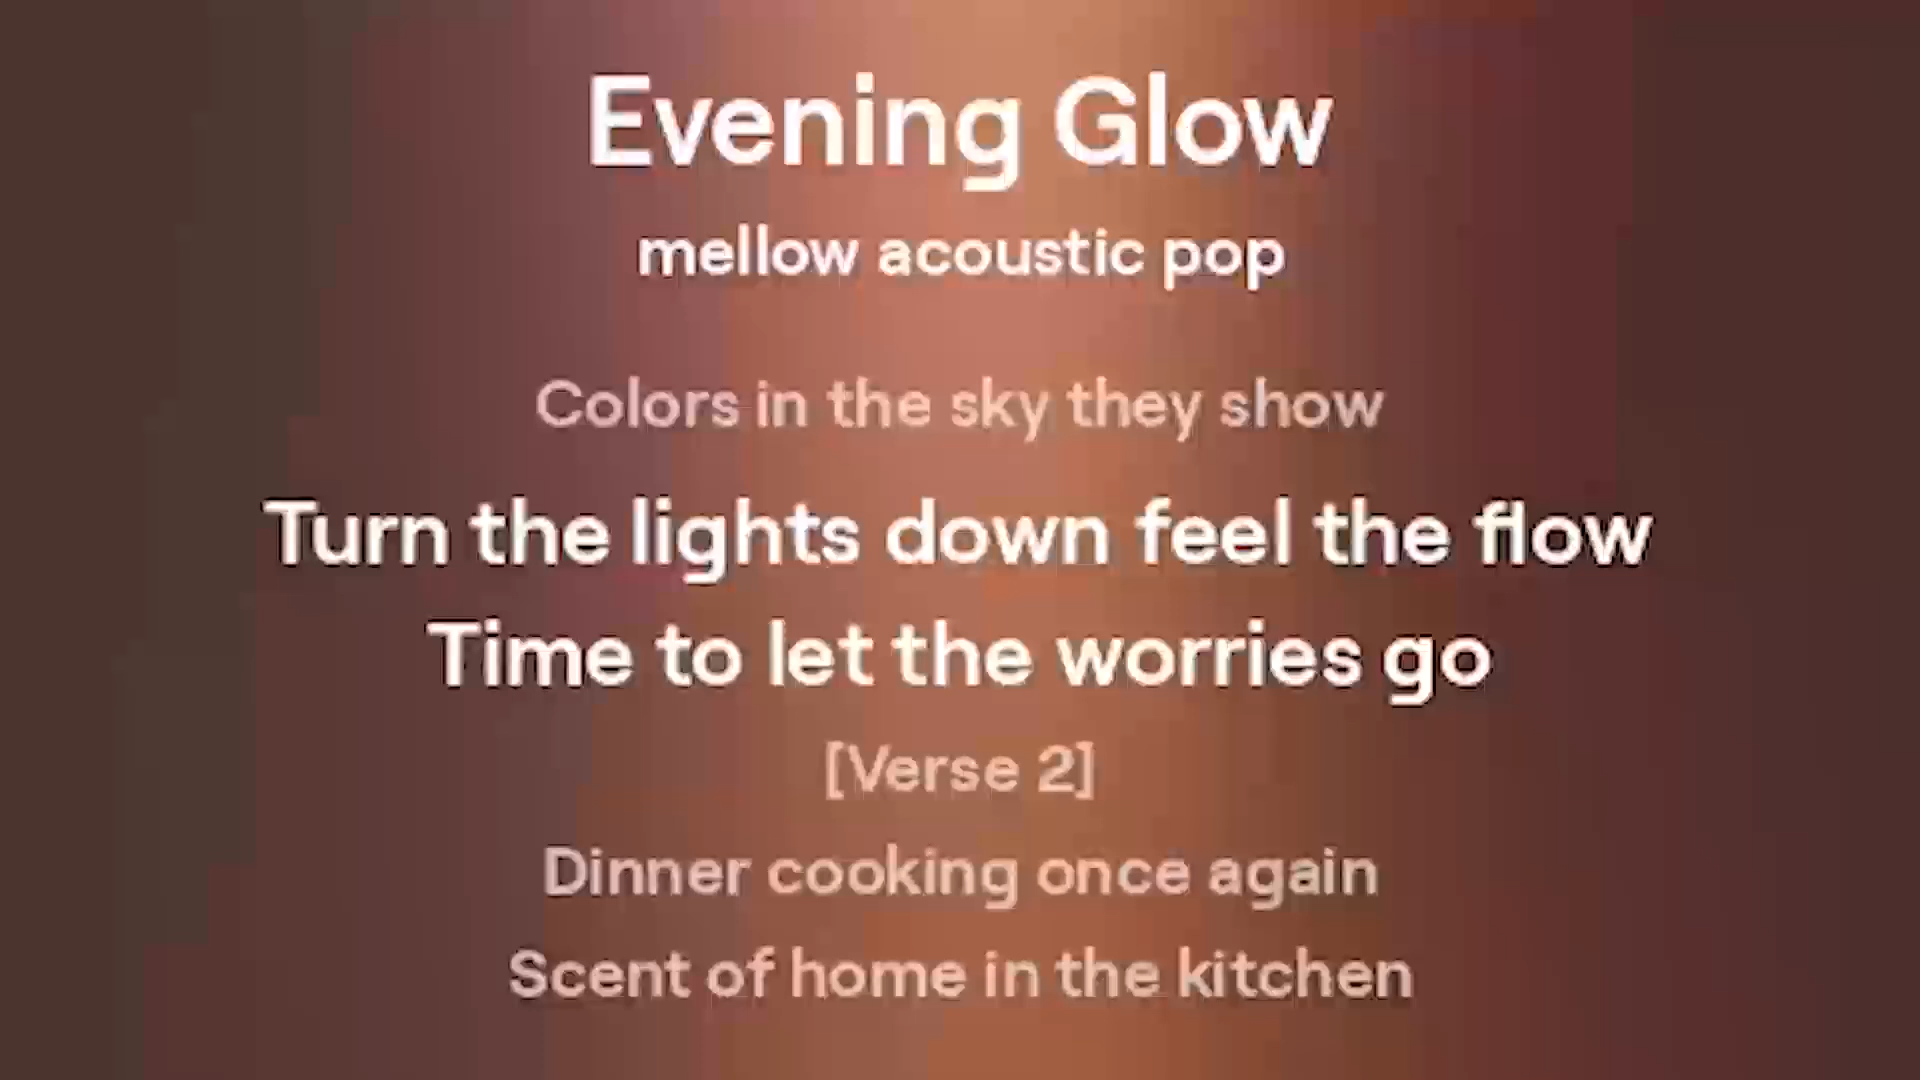 Evening Glow
mellow acoustic pop
Colors in the sky they show
Turn the lights down feel the flow
Time to let the worries go
[Verse 2]
Dinner cooking once again
Scent of home in the kitchen